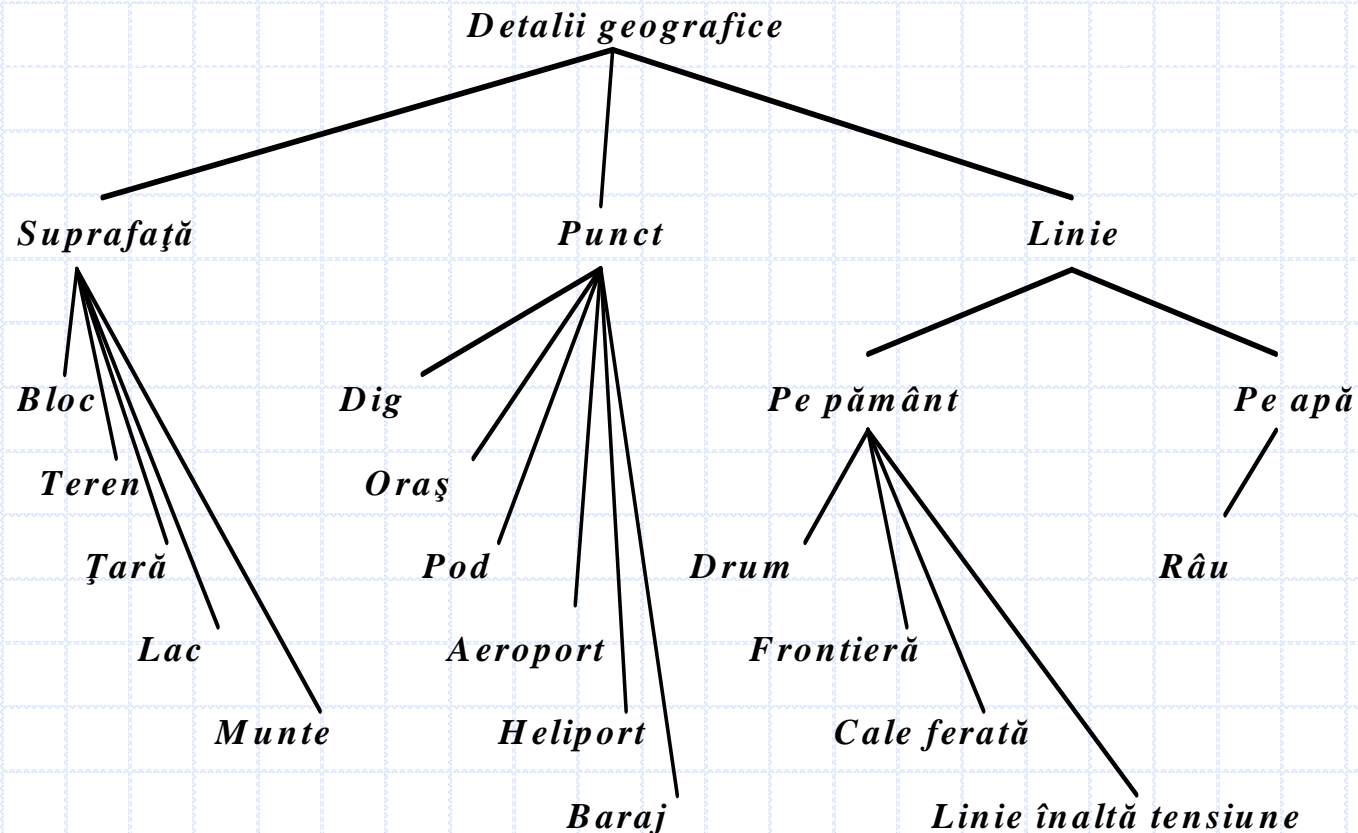 Detalii geografice
Suprafaţă
Punct
Linie
Bloc
Dig
Pe pământ
Pe apă
Teren
Oraş
Ţară
Pod
Drum
Râu
Lac
Aeroport
Frontieră
Munte
Heliport
Cale ferată
Baraj
Linie înaltă tensiune